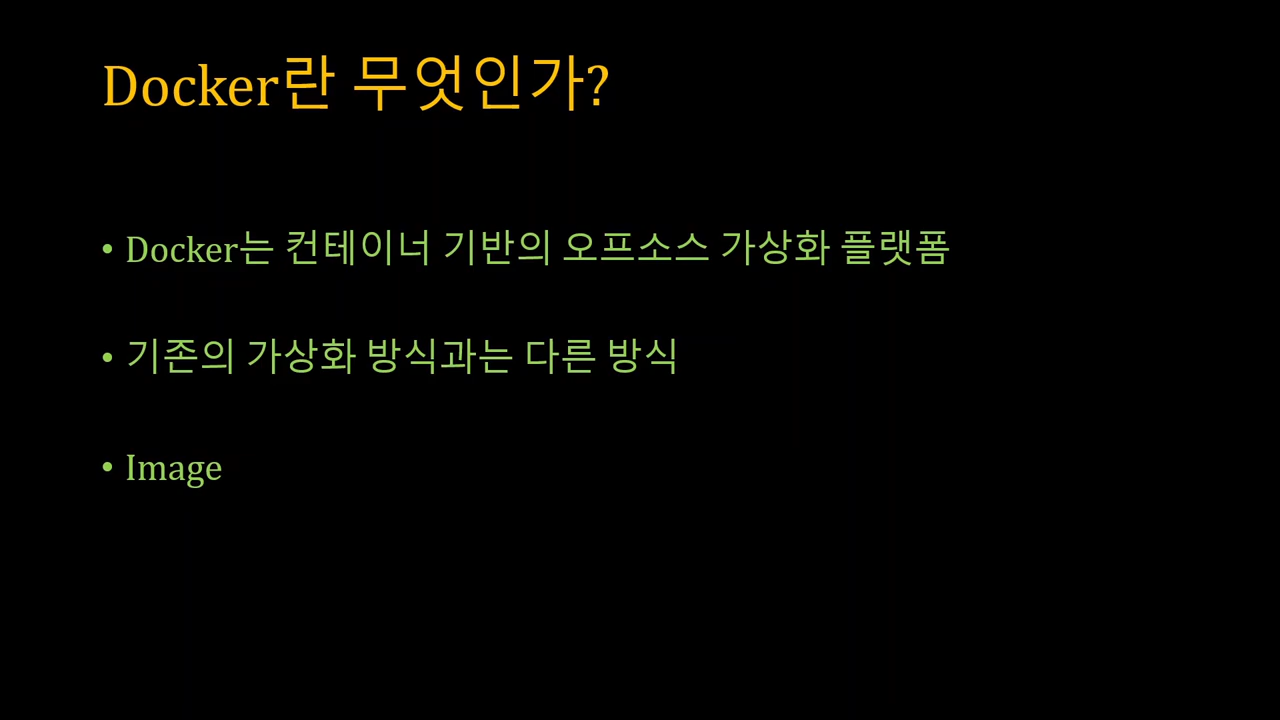 Docker란 무엇인가?
• Docker는 컨테이너 기반의 오프소스 가상화 플랫폼
• 기존의 가상화 방식과는 다른 방식
• Image